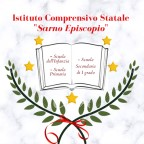 Istituto Comprensivo Statale
"Sarno Episcopio"
- Scuola
dell'Infanzia
- Scuola
Primaria
- Scuola
Secondaria
di I grado